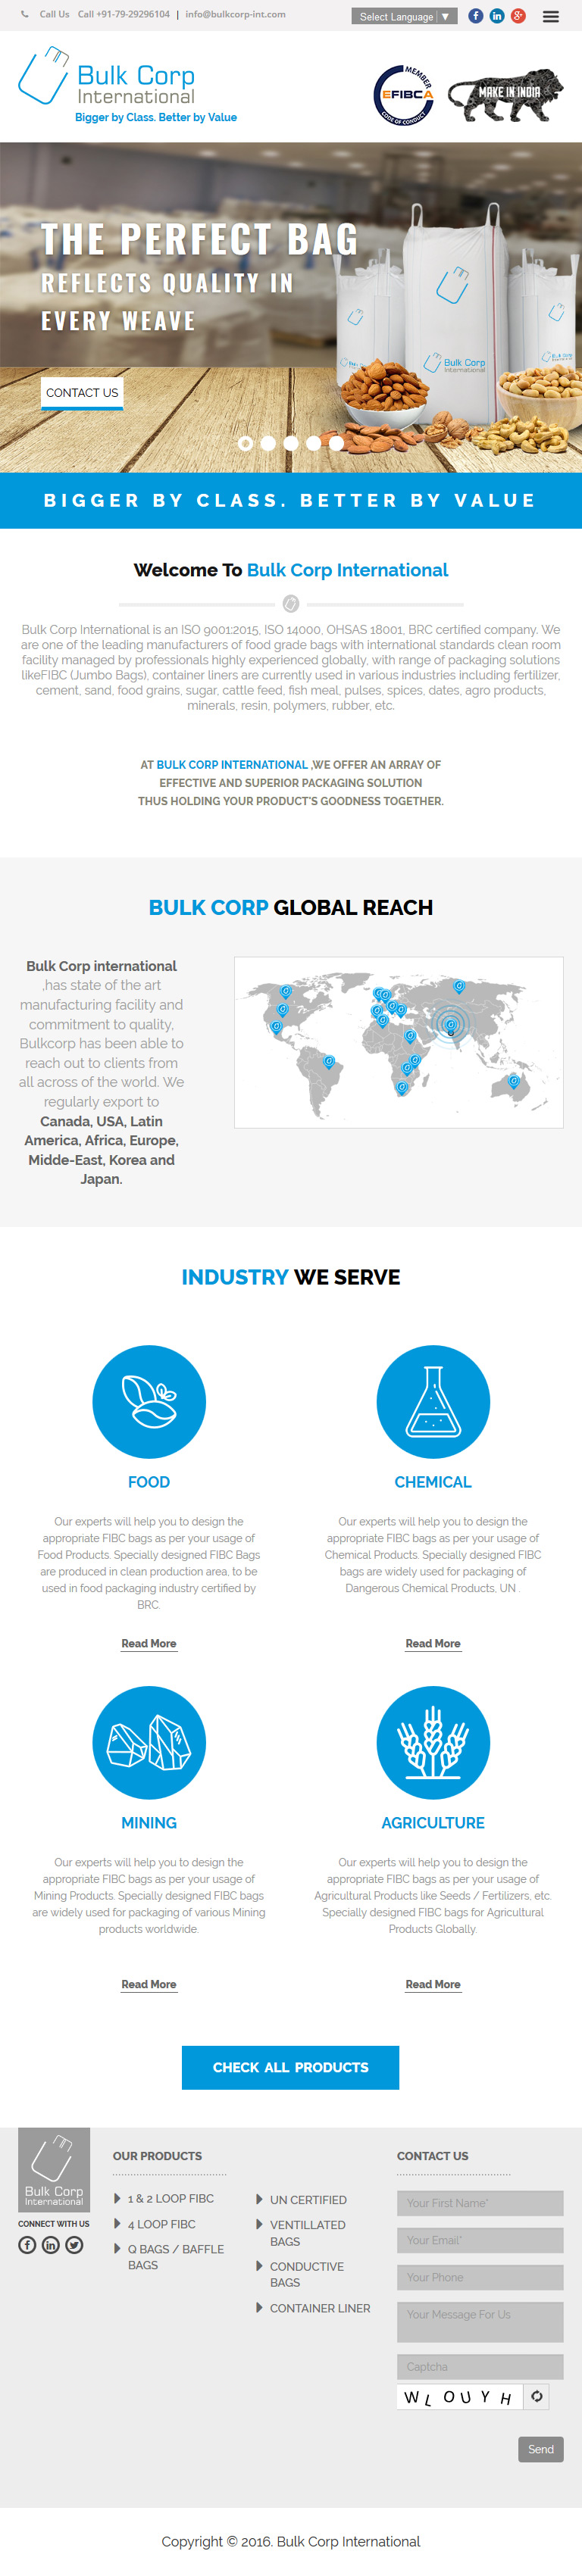 Call Us Call +91-79-29296104 | info@bulkcorp-int.com
Select Language ▼
Bulk Corp
International
Bigger by Class. Better by Value
MEMBER
EFIBCA
CODE OF CONDUCT
MAKE IN INDIA
THE PERFECT BAG
REFLECTS QUALITY IN
EVERY WEAVE
Bulk Corp
International
CONTACT US
BIGGER BY CLASS. BETTER BY VALUE
Welcome To Bulk Corp International
Bulk Corp International is an ISO 9001:2015, ISO 14000, OHSAS 18001, BRC certified company. We
are one of the leading manufacturers of food grade bags with international standards clean room
facility managed by professionals highly experienced globally, with range of packaging solutions
likeFIBC (Jumbo Bags), container liners are currently used in various industries including fertilizer,
cement, sand, food grains, sugar, cattle feed, fish meal, pulses, spices, dates, agro products,
minerals, resin, polymers, rubber, etc.
AT BULK CORP INTERNATIONAL ,WE OFFER AN ARRAY OF
EFFECTIVE AND SUPERIOR PACKAGING SOLUTION
THUS HOLDING YOUR PRODUCT'S GOODNESS TOGETHER.
BULK CORP GLOBAL REACH
Bulk Corp international
,has state of the art
manufacturing facility and
commitment to quality,
Bulkcorp has been able to
reach out to clients from
all across of the world. We
regularly export to
Canada, USA, Latin
America, Africa, Europe,
Midde-East, Korea and
Japan.
INDUSTRY WE SERVE
FOOD
Our experts will help you to design the
appropriate FIBC bags as per your usage of
Food Products. Specially designed FIBC Bags
are produced in clean production area, to be
used in food packaging industry certified by
BRC.
Read More
CHEMICAL
Our experts will help you to design the
appropriate FIBC bags as per your usage of
Chemical Products. Specially designed FIBC
bags are widely used for packaging of
Dangerous Chemical Products. UN .
Read More
MINING
Our experts will help you to design the
appropriate FIBC bags as per your usage of
Mining Products. Specially designed FIBC bags
are widely used for packaging of various Mining
products worldwide.
Read More
AGRICULTURE
Our experts will help you to design the
appropriate FIBC bags as per your usage of
Agricultural Products like Seeds / Fertilizers, etc.
Specially designed FIBC bags for Agricultural
Products Globally.
Read More
CHECK ALL PRODUCTS
Bulk Corp
International
CONNECT WITH US
OUR PRODUCTS
1 & 2 LOOP FIBC
4 LOOP FIBC
Q BAGS / BAFFLE
BAGS
UN CERTIFIED
VENTILLATED
BAGS
CONDUCTIVE
BAGS
CONTAINER LINER
CONTACT US
Your First Name*
Your Email*
Your Phone
Your Message For Us
Captcha
W L O U Y H
Send
Copyright © 2016. Bulk Corp International